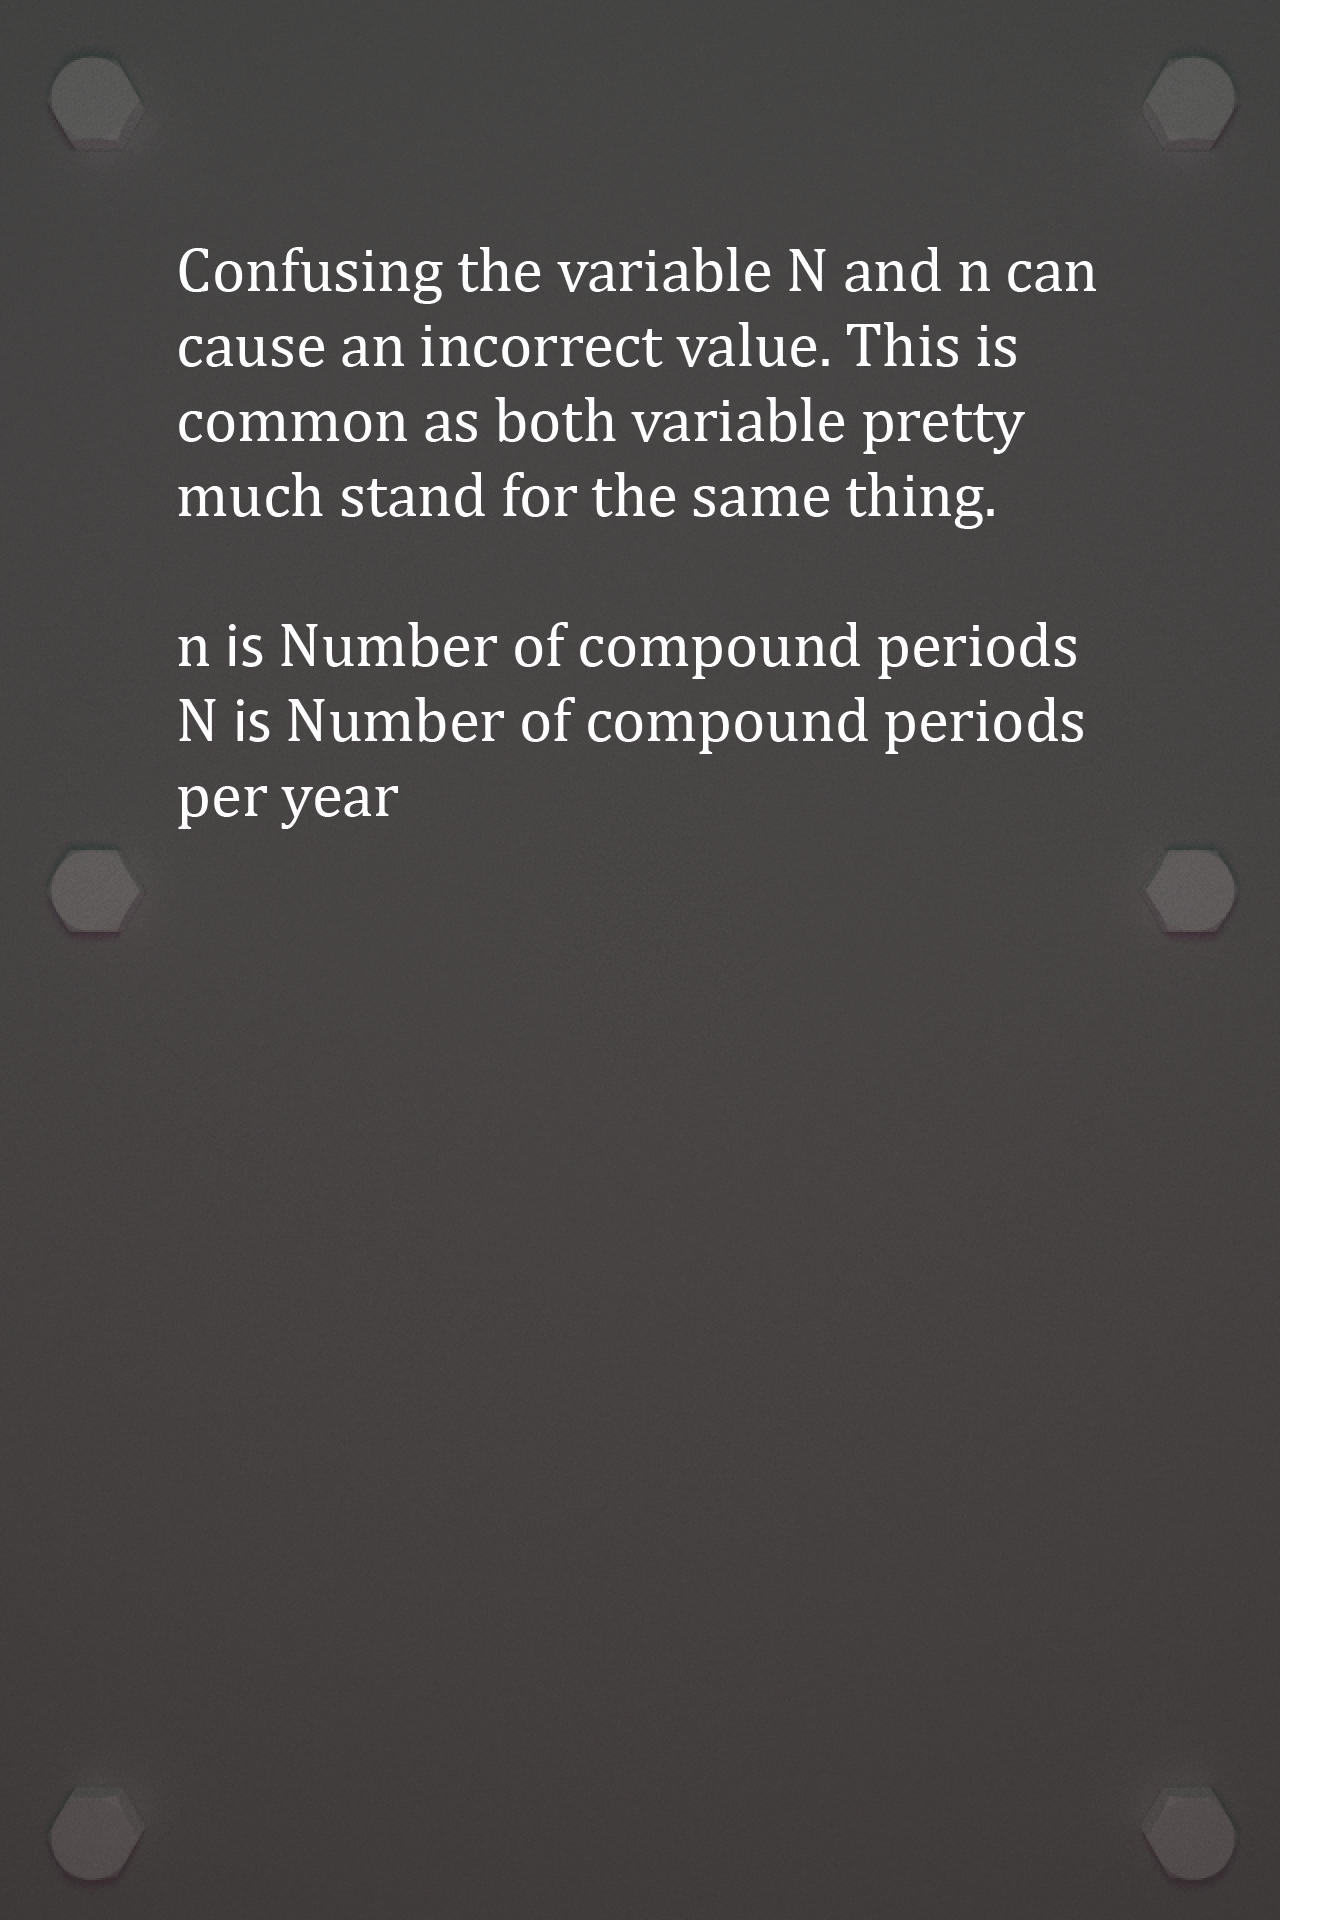 Confusing the variable N and n can
cause an incorrect value. This is
common as both variable pretty
much stand for the same thing.
n is Number of compound periods
N is Number of compound periods
per year